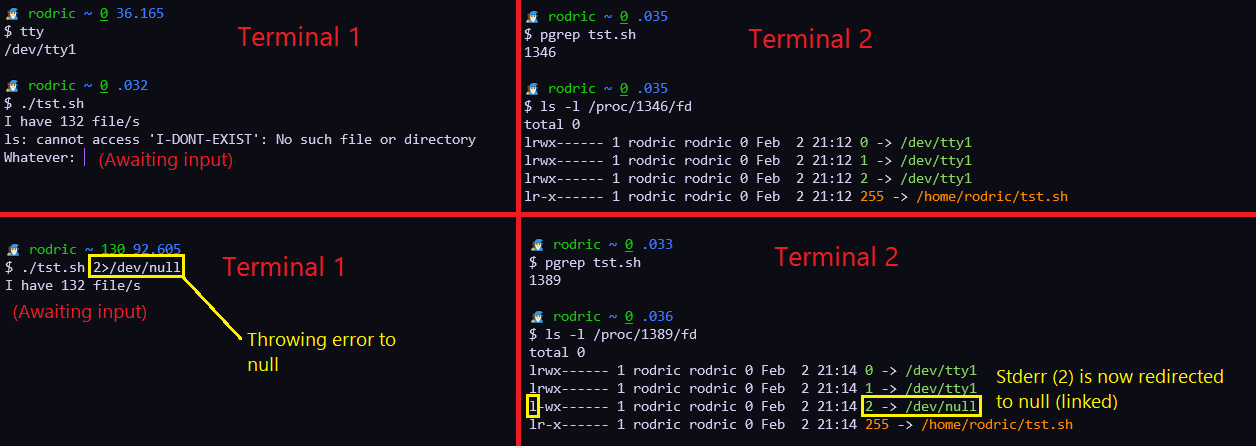 rodric ~ 0 36.165
$ tty
/dev/tty1
Terminal 1
rodric ~ 0 .032
$ ./tst.sh
I have 132 file/s
ls: cannot access 'I-DONT-EXIST': No such file or directory
Whatever: (Awaiting input)
rodric ~ 0 .035
$ pgrep tst.sh
1346
Terminal 2
rodric ~ 0 .035
$ ls -l /proc/1346/fd
total 0
lrwx------ 1 rodric rodric 0 Feb  2 21:12 0 -> /dev/tty1
lrwx------ 1 rodric rodric 0 Feb  2 21:12 1 -> /dev/tty1
lrwx------ 1 rodric rodric 0 Feb  2 21:12 2 -> /dev/tty1
lr-x------ 1 rodric rodric 0 Feb  2 21:12 255 -> /home/rodric/tst.sh
rodric ~ 130 92.605
$ ./tst.sh 2>/dev/null
Terminal 1
I have 132 file/s
(Awaiting input)
Throwing error to
null
rodric ~ 0 .033
$ pgrep tst.sh
1389
Terminal 2
rodric ~ 0 .036
$ ls -l /proc/1389/fd
total 0
lrwx------ 1 rodric rodric 0 Feb  2 21:14 0 -> /dev/tty1
lrwx------ 1 rodric rodric 0 Feb  2 21:14 1 -> /dev/tty1
l-wx------ 1 rodric rodric 0 Feb  2 21:14 2 -> /dev/null
lr-x------ 1 rodric rodric 0 Feb  2 21:14 255 -> /home/rodric/tst.sh
Stderr (2) is now redirected
to null (linked)